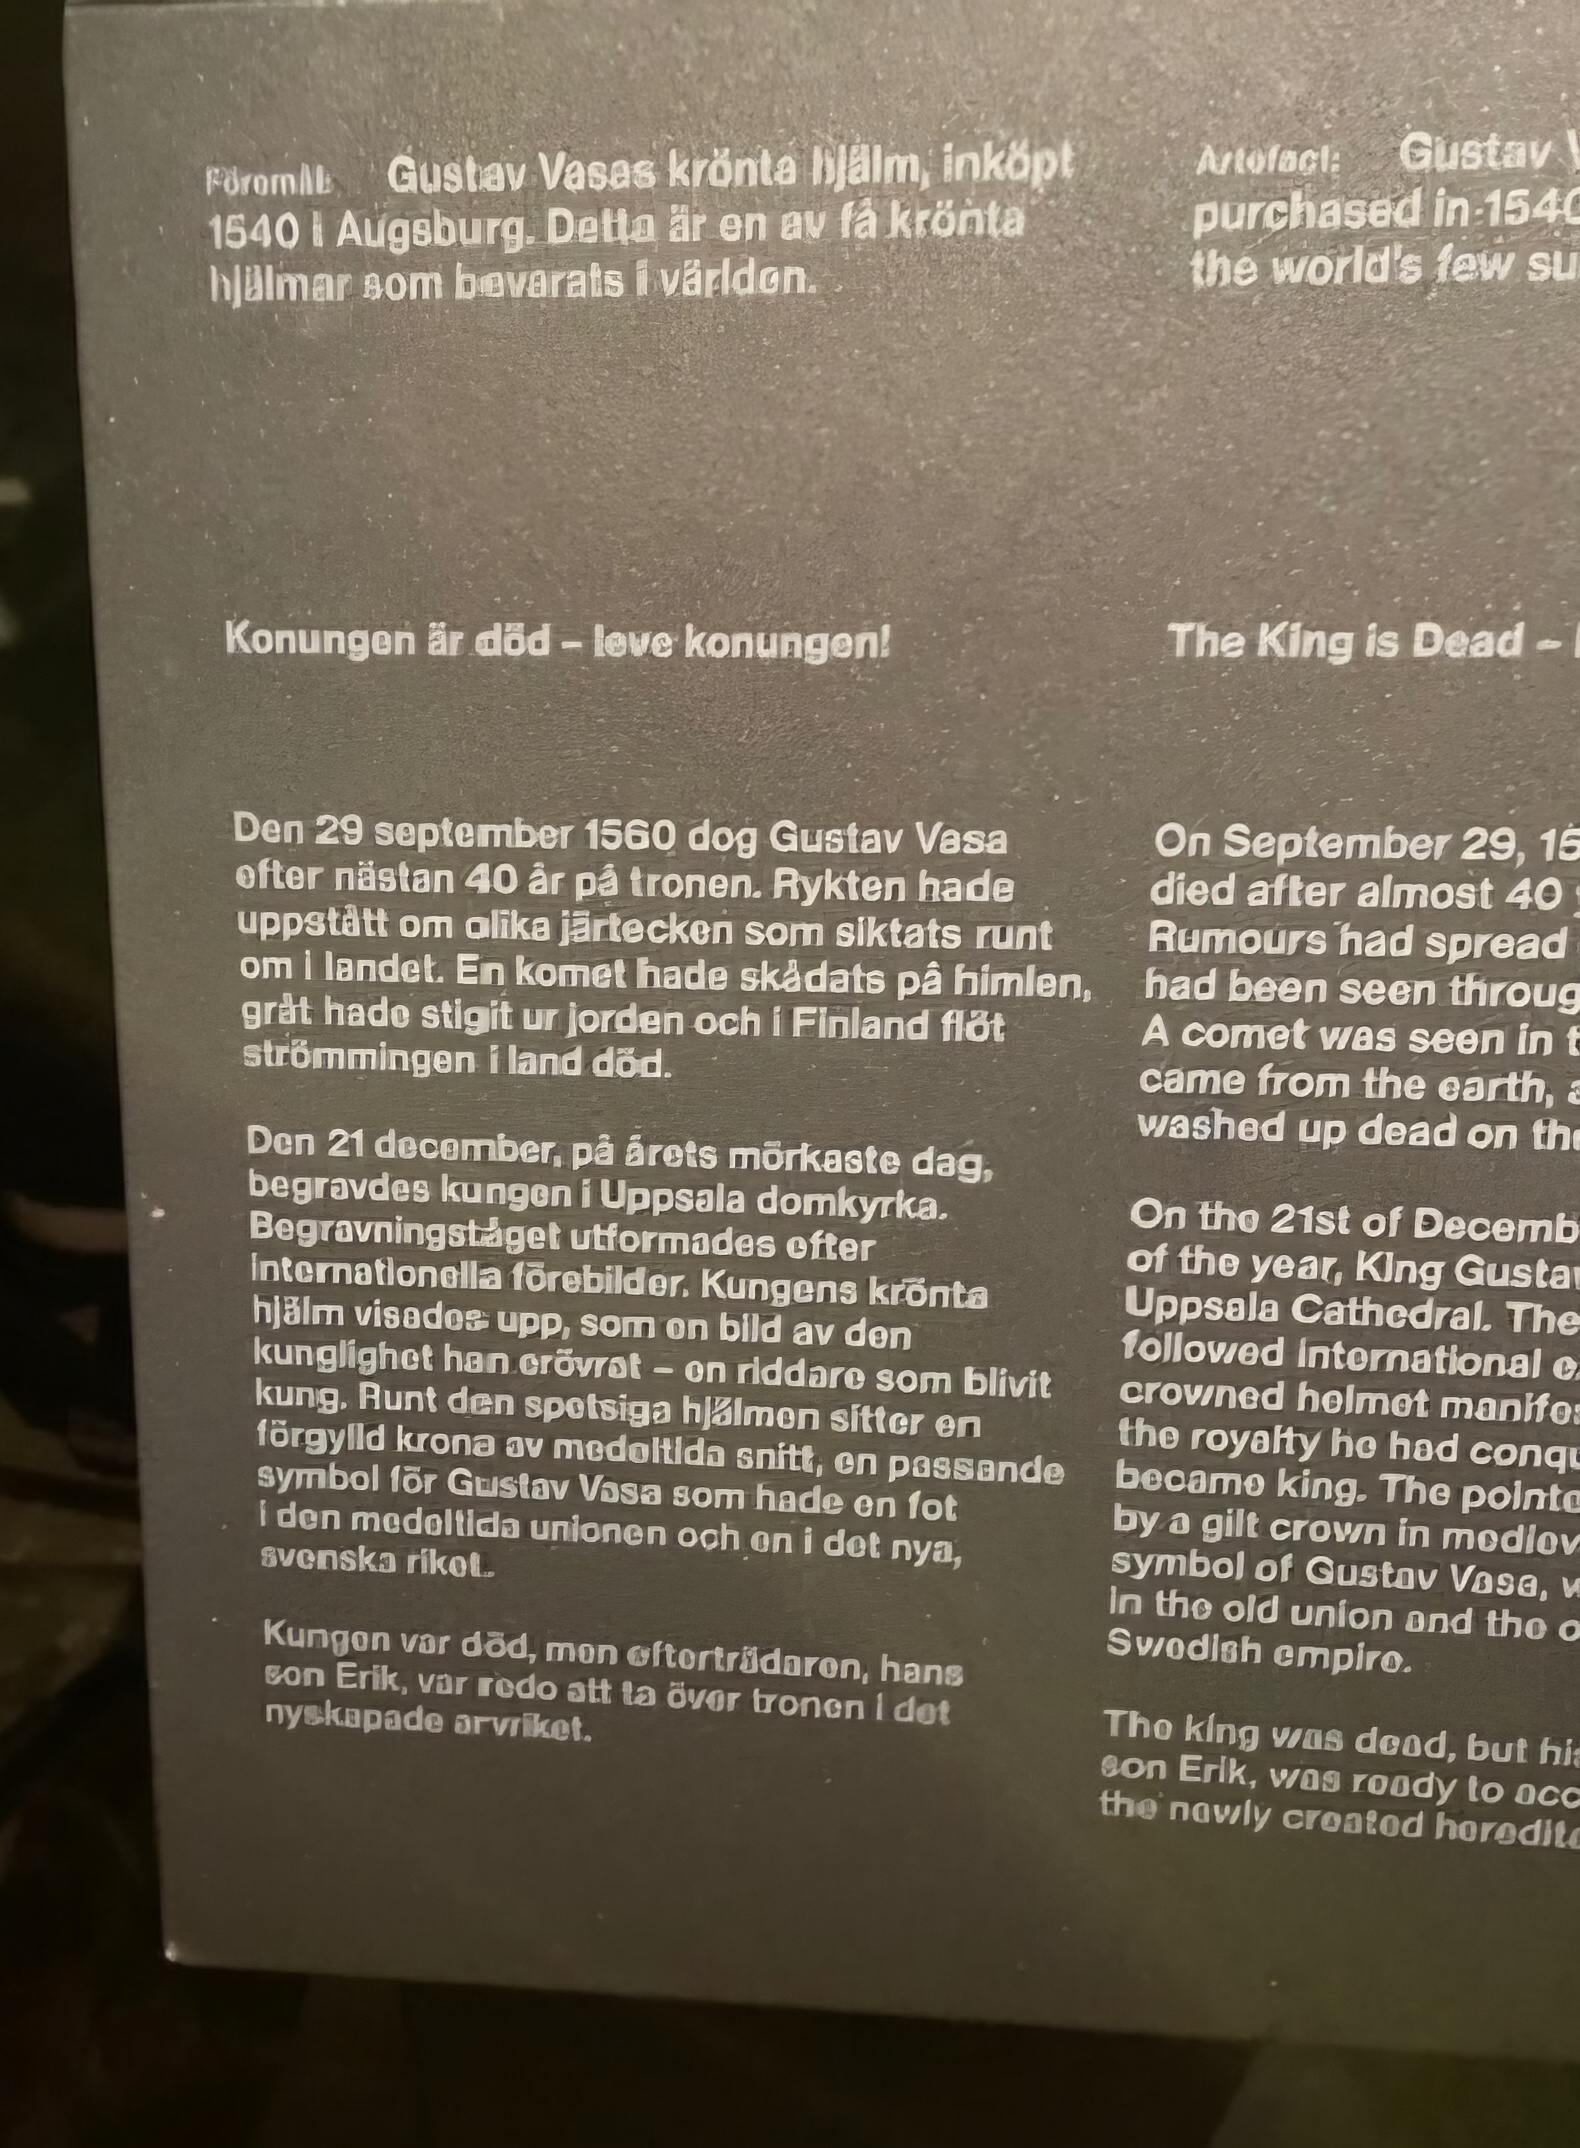 Föremål: Gustav Vasas krönta hjälm, inköpt
1540 i Augsburg. Detta är en av få krönta
hjälmar som bevarats i världen.
Konungen är död – leve konungen!
Den 29 september 1560 dog Gustav Vasa
efter nästan 40 år på tronen. Rykten hade
uppstått om olika järtecken som siktats runt
om i landet. En komet hade skådats på himlen,
gråt hade stigit ur jorden och i Finland flöt
strömmingen i land död.
Den 21 december, på årets mörkaste dag,
begravdes kungen i Uppsala domkyrka.
Begravningståget utformades efter
internationella förebilder. Kungens krönta
hjälm visades upp, som en bild av den
kunglighet han erövrat – en riddare som blivit
kung. Runt den spetsiga hjälmen sitter en
förgylld krona av medeltida snitt, en passande
symbol för Gustav Vasa som hade en fot
i den medeltida unionen och en i det nya,
svenska riket.
Kungen var död, men efterträdaren, hans
son Erik, var redo att ta över tronen i det
nyskapade arvriket.
Artefact: Gustav
purchased in 1540
the world's few
The King is Dead –
On September 29,
died after almost 40
Rumours had spread
had been seen
A comet was seen in
came from the earth,
washed up dead on
On the 21st of
of the year, King
Uppsala Cathedral. The
followed international
crowned helmet
the royalty he had
became king. The
by a gilt crown in
symbol of Gustav Vasa,
in the old union and the
Swedish empire.
The king was dead, but
son Erik, was ready to
the newly created